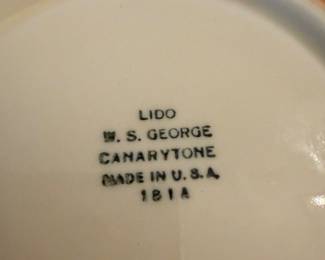 LIDO
W. S. GEORGE
CANARYTONE
MADE IN U.S.A.
181A